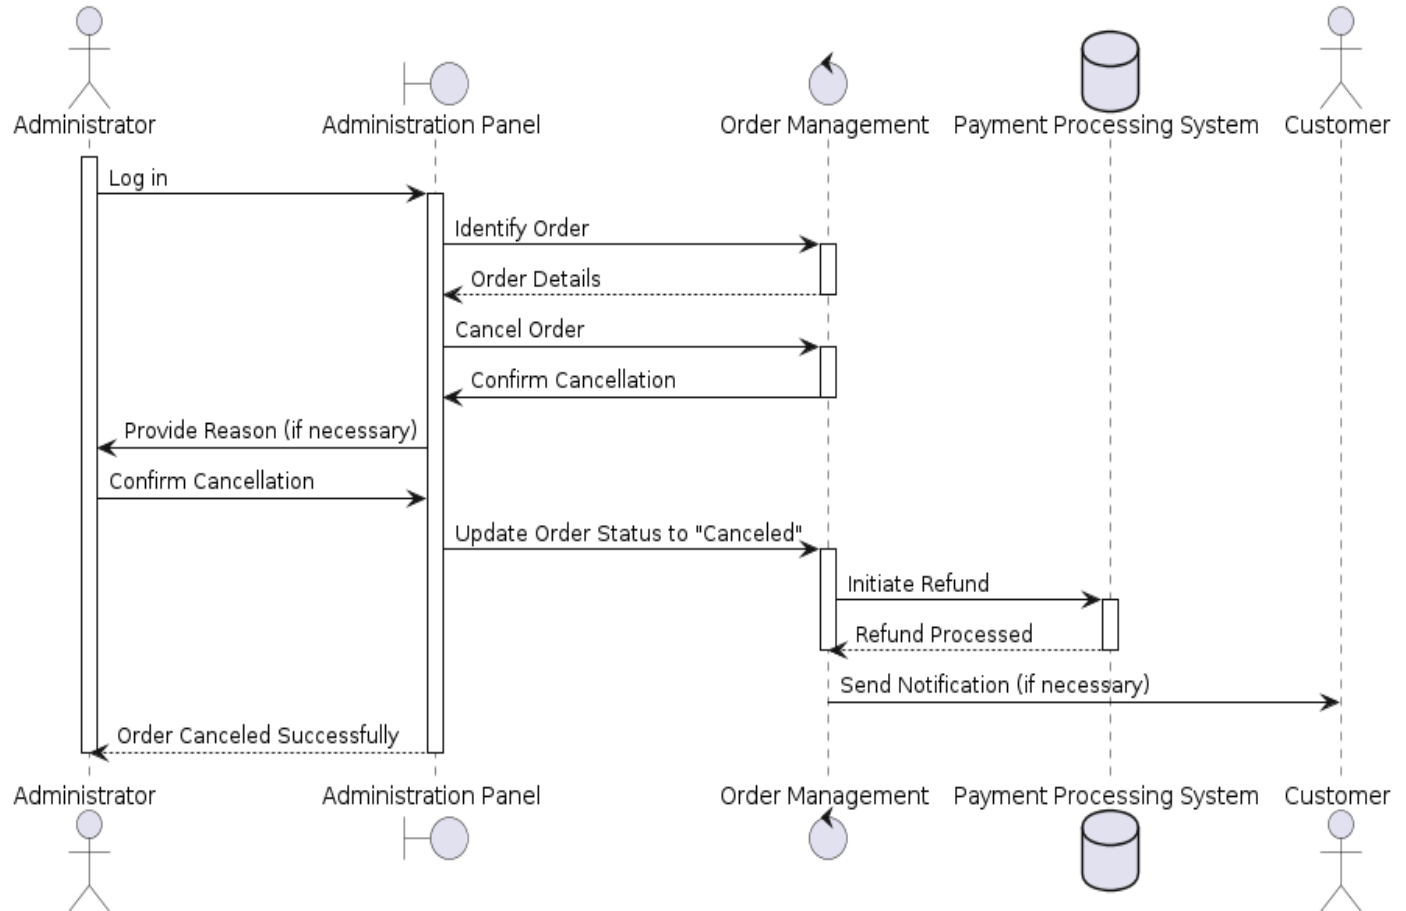 Administrator
Administration Panel
Order Management
Payment Processing System
Customer
Log in
Identify Order
Order Details
Cancel Order
Confirm Cancellation
Provide Reason (if necessary)
Confirm Cancellation
Update Order Status to "Canceled"
Initiate Refund
Refund Processed
Send Notification (if necessary)
Order Canceled Successfully
Administrator
Administration Panel
Order Management
Payment Processing System
Customer